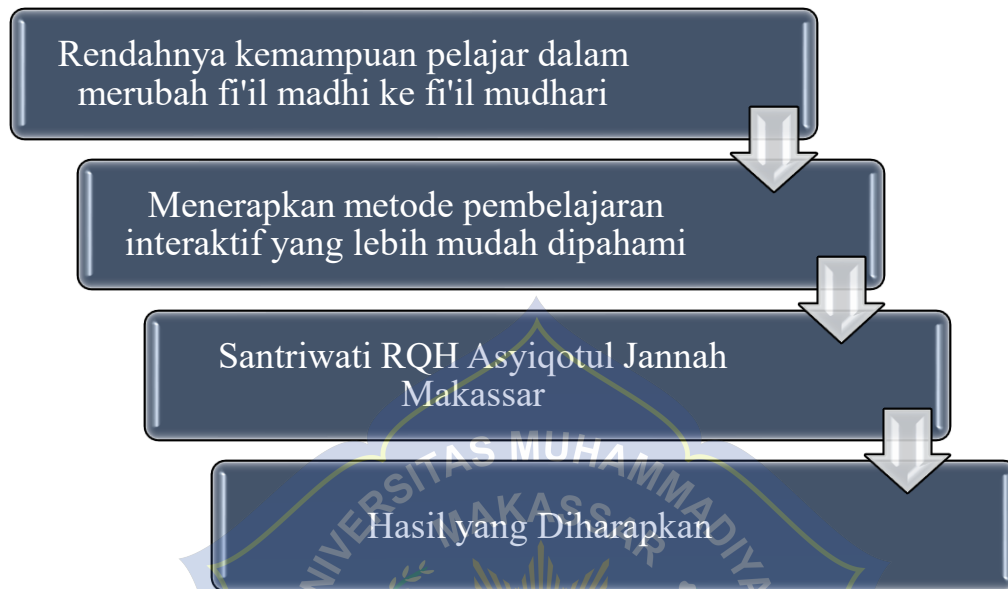 Rendahnya kemampuan pelajar dalam
merubah fi'il madhi ke fi'il mudhari
Menerapkan metode pembelajaran
interaktif yang lebih mudah dipahami
Santriwati RQH Asyiqotul Jannah
Makassar
Hasil yang Diharapkan